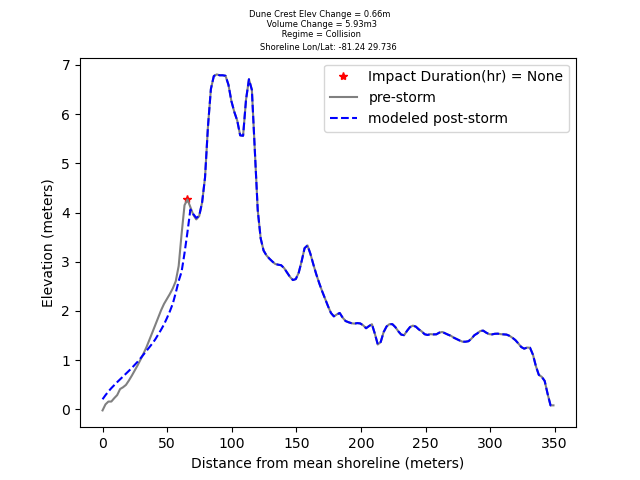 Dune Crest Elev Change = 0.66m
Volume Change = 5.93m3
Regime = Collision
Shoreline Lon/Lat: -81.24 29.736
Impact Duration(hr) = None
pre-storm
modeled post-storm
7
6
5
4
3
2
1
0
Elevation (meters)
0 50 100 150 200 250 300 350
Distance from mean shoreline (meters)